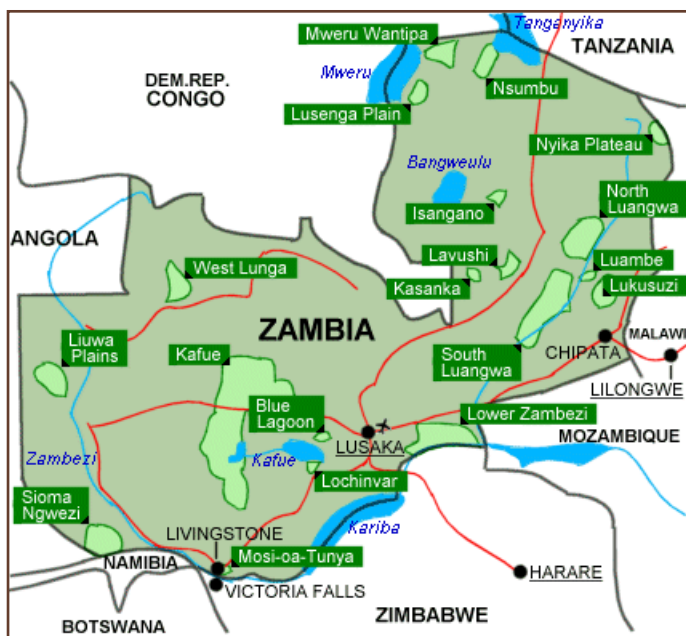 Tanganyika
Mweru Wantipa
TANZANIA
Mweru
DEM.REP.
CONGO
Nsumbu
Lusenga Plain
Nyika Plateau
Bangweulu
North
Luangwa
Isangano
ANGOLA
Lavushi
Luambe
West Lunga
Kasanka
Lukusuzi
ZAMBIA
MALAWI
Liuwa
Plains
Kafue
South
Luangwa
CHIPATA
LILONGWE
Blue
Lagoon
Lower Zambezi
LUSAKA
MOZAMBIQUE
Zambezi
Kafue
Lochinvar
Sioma
Ngwezi
Kariba
LIVINGSTONE
Mosi-oa-Tunya
NAMIBIA
HARARE
VICTORIA FALLS
ZIMBABWE
BOTSWANA